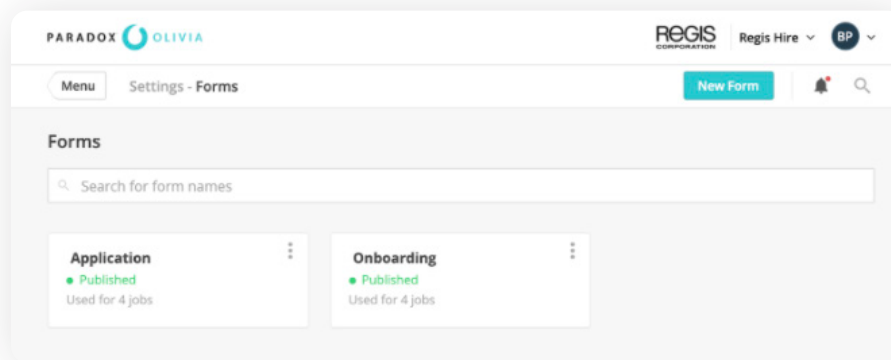 PARADOX OLIVIA
REGIS CORPORATION
Regis Hire
BP
Menu
Settings - Forms
New Form
Forms
Search for form names
Application
Published
Used for 4 jobs
Onboarding
Published
Used for 4 jobs